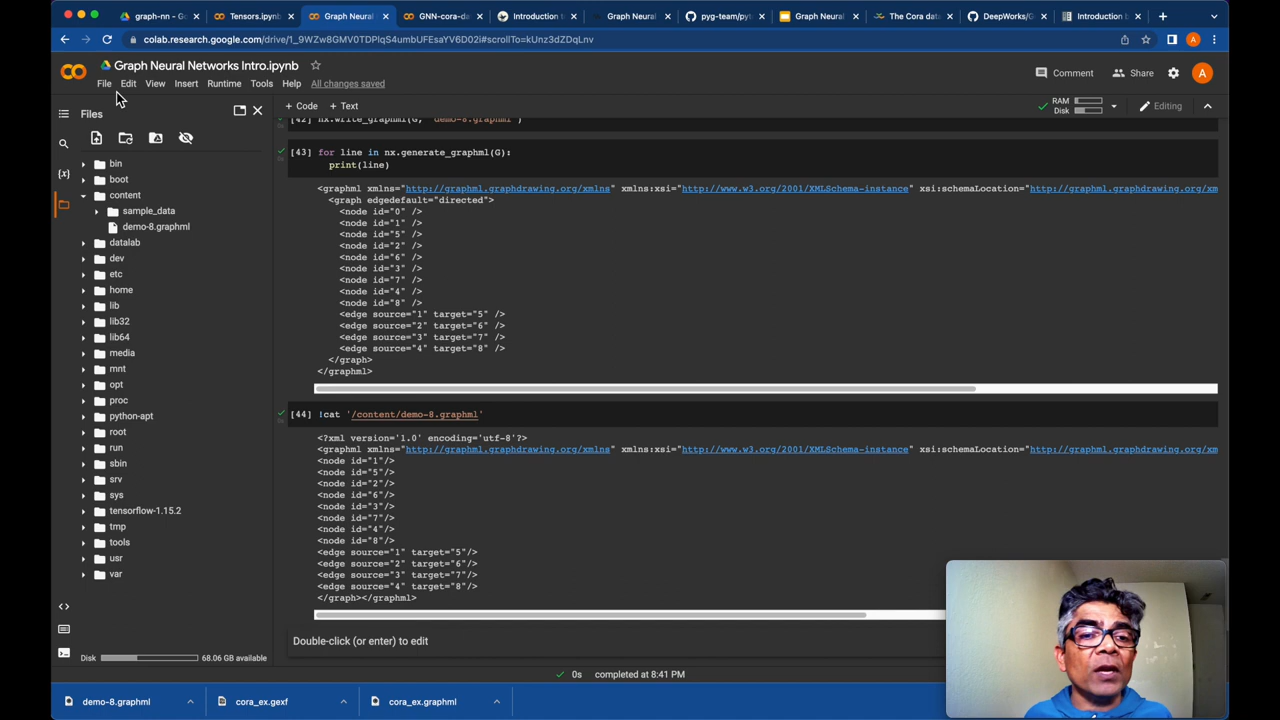 graph-nn - Go
Tensors.ipynb
Graph Neural
GNN-cora-da
Introduction t
Graph Neural
pyg-team/pyt
Graph Neural
The Cora dat
DeepWorks/G
Introduction b
colab.research.google.com/drive/1_9WZw8GMV0TDPlqS4umbUFEsaYV6D02i#scrollTo=kUnz3dZDqLnv
Graph Neural Networks Intro.ipynb
File Edit View Insert Runtime Tools Help All changes saved
Comment Share A
Files
+ Code + Text
RAM
Disk
Editing
bin
boot
content
sample_data
demo-8.graphml
datalab
dev
etc
home
lib
lib32
lib64
media
mnt
opt
proc
python-apt
root
run
sbin
srv
sys
tensorflow-1.15.2
tmp
tools
usr
var
Disk 68.06 GB available
[42] nx.write_graphml(G, 'demo-8.graphml')
[43] for line in nx.generate_graphml(G):
print(line)
<graphml xmlns="http://graphml.graphdrawing.org/xmlns" xmlns:xsi="http://www.w3.org/2001/XMLSchema-instance" xsi:schemaLocation="http://graphml.graphdrawing.org/xm
<graph edgedefault="directed">
<node id="0" />
<node id="1" />
<node id="5" />
<node id="2" />
<node id="6" />
<node id="3" />
<node id="7" />
<node id="4" />
<node id="8" />
<edge source="1" target="5" />
<edge source="2" target="6" />
<edge source="3" target="7" />
<edge source="4" target="8" />
</graph>
</graphml>
[44] !cat '/content/demo-8.graphml'
<?xml version='1.0' encoding='utf-8'?>
<graphml xmlns="http://graphml.graphdrawing.org/xmlns" xmlns:xsi="http://www.w3.org/2001/XMLSchema-instance" xsi:schemaLocation="http://graphml.graphdrawing.org/xm
<node id="1"/>
<node id="5"/>
<node id="2"/>
<node id="6"/>
<node id="3"/>
<node id="7"/>
<node id="4"/>
<node id="8"/>
<edge source="1" target="5"/>
<edge source="2" target="6"/>
<edge source="3" target="7"/>
<edge source="4" target="8"/>
</graph></graphml>
Double-click (or enter) to edit
0s completed at 8:41 PM
demo-8.graphml
cora_ex.gexf
cora_ex.graphml